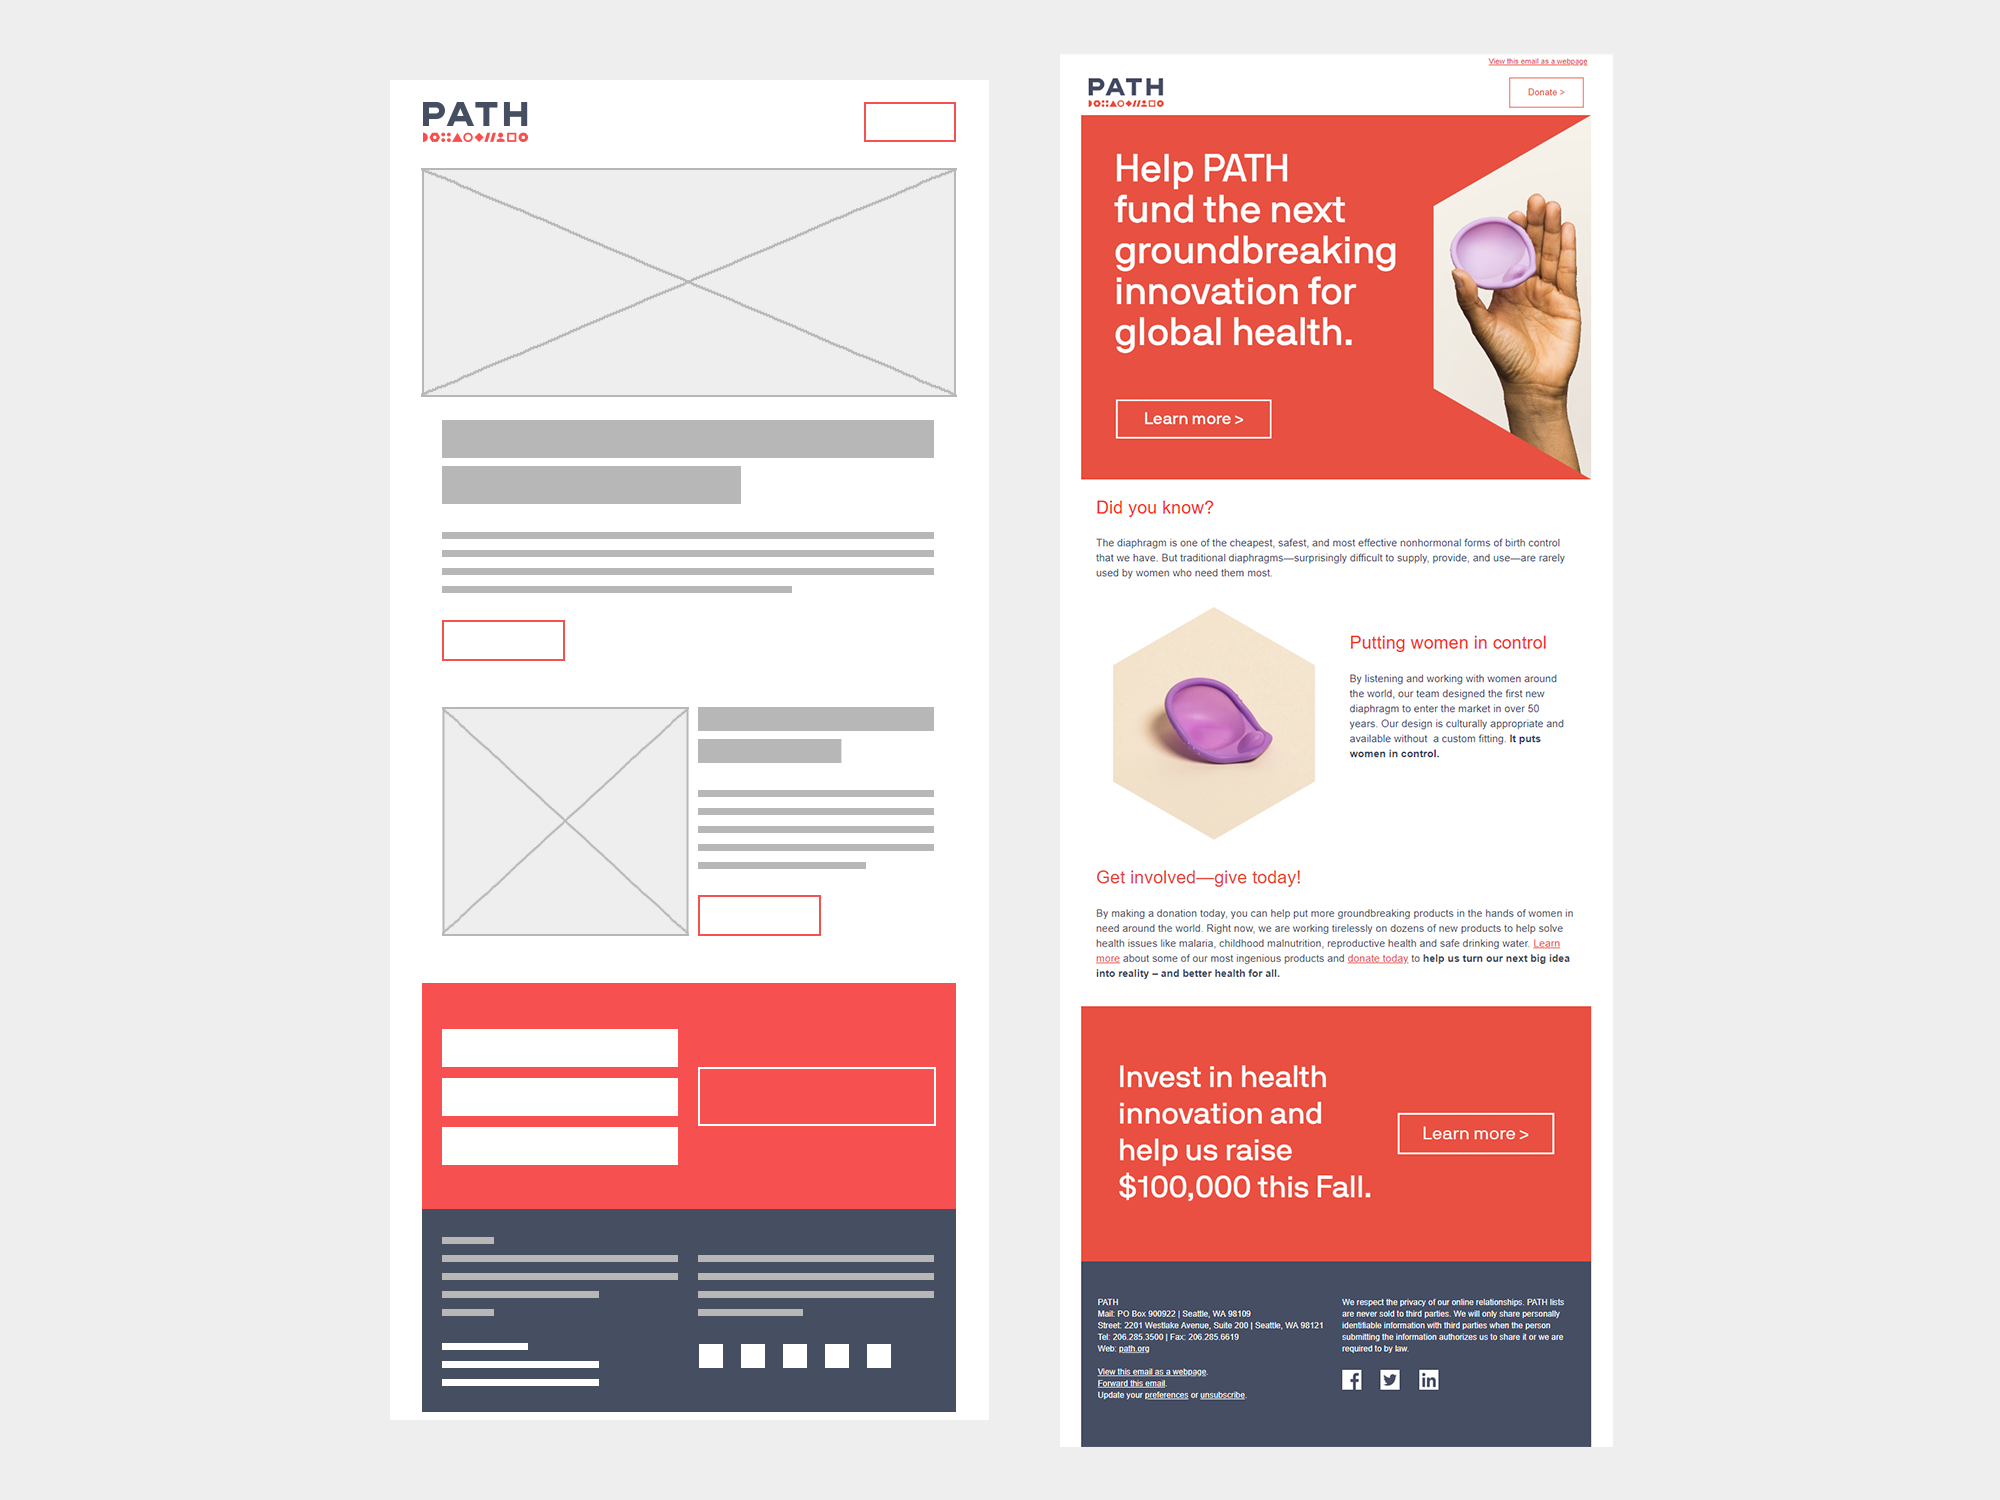 PATH
View this email as a webpage
PATH
Donate >
Help PATH
fund the next
groundbreaking
innovation for
global health.
Learn more >
Did you know?
The diaphragm is one of the cheapest, safest, and most effective nonhormonal forms of birth control
that we have. But traditional diaphragms—surprisingly difficult to supply, provide, and use—are rarely
used by women who need them most.
Putting women in control
By listening and working with women around
the world, our team designed the first new
diaphragm to enter the market in over 50
years. Our design is culturally appropriate and
available without  a custom fitting. It puts
women in control.
Get involved—give today!
By making a donation today, you can help put more groundbreaking products in the hands of women in
need around the world. Right now, we are working tirelessly on dozens of new products to help solve
health issues like malaria, childhood malnutrition, reproductive health and safe drinking water. Learn
more about some of our most ingenious products and donate today to help us turn our next big idea
into reality – and better health for all.
Invest in health
innovation and
help us raise
$100,000 this Fall.
Learn more >
PATH
Mail: PO Box 900922 | Seattle, WA 98109
Street: 2201 Westlake Avenue, Suite 200 | Seattle, WA 98121
Tel: 206.285.3500 | Fax: 206.285.6619
Web: path.org
View this email as a webpage.
Forward this email.
Update your preferences or unsubscribe.
We respect the privacy of our online relationships. PATH lists
are never sold to third parties. We will only share personally
identifiable information with third parties when the person
submitting the information authorizes us to share it or we are
required to by law.